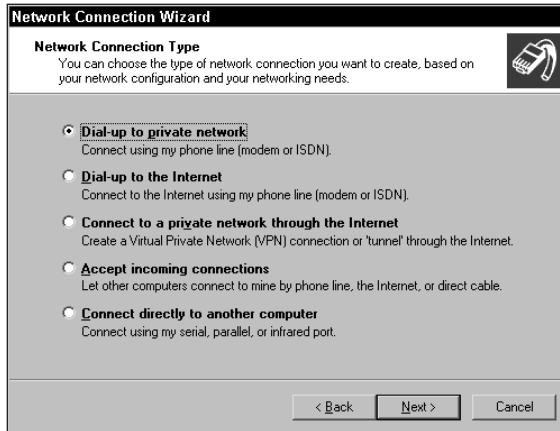 Network Connection Wizard
Network Connection Type
You can choose the type of network connection you want to create, based on
your network configuration and your networking needs.
Dial-up to private network
Connect using my phone line (modem or ISDN).
Dial-up to the Internet
Connect to the Internet using my phone line (modem or ISDN).
Connect to a private network through the Internet
Create a Virtual Private Network (VPN) connection or 'tunnel' through the Internet.
Accept incoming connections
Let other computers connect to mine by phone line, the Internet, or direct cable.
Connect directly to another computer
Connect using my serial, parallel, or infrared port.
< Back Next > Cancel